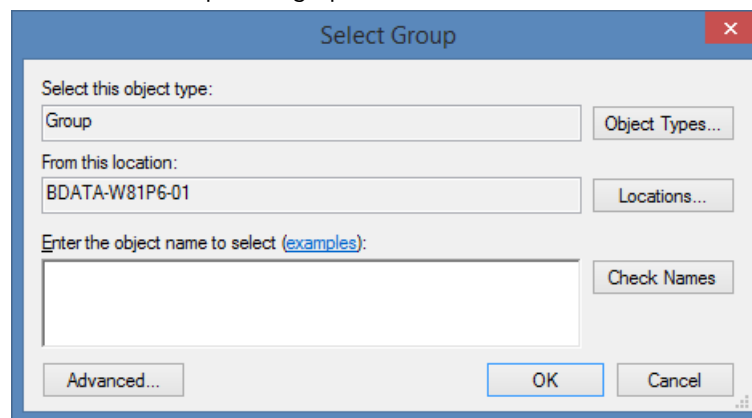 Select Group
Select this object type:
Group
Object Types...
From this location:
BDATA-W81P6-01
Locations...
Enter the object name to select (examples):
Check Names
Advanced...
OK
Cancel